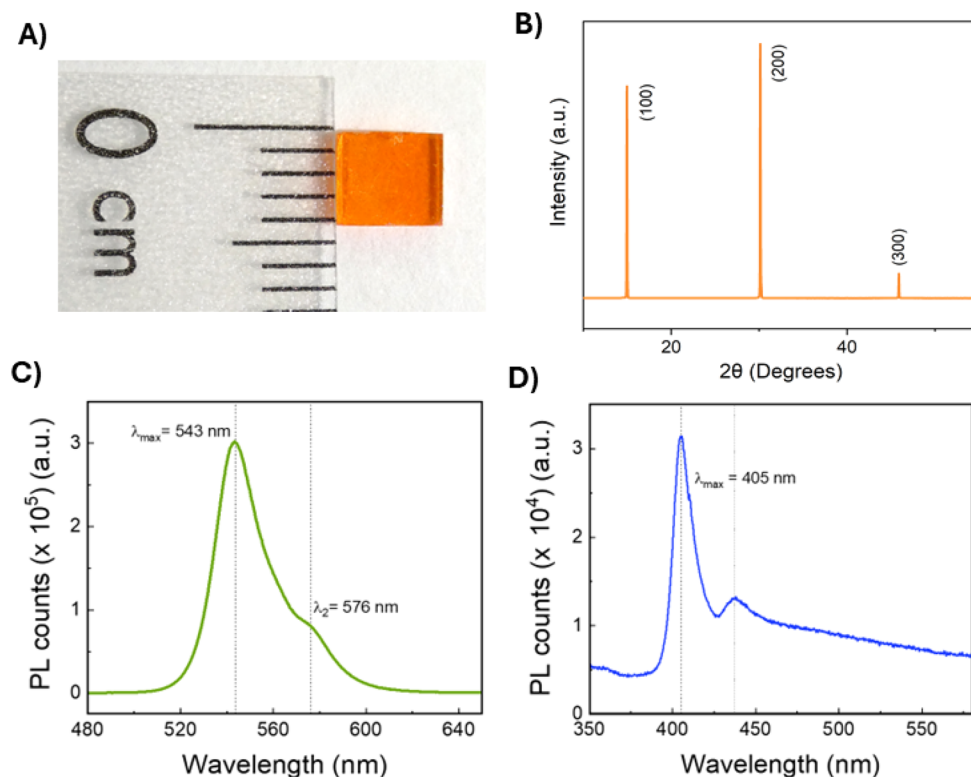 A)
0 cm
B)
Intensity (a.u.)
(100)
(200)
(300)
20
40
2θ (Degrees)
C)
PL counts (x 10⁵) (a.u.)
3
2
1
0
λmax= 543 nm
λ2= 576 nm
480
520
560
600
640
Wavelength (nm)
D)
PL counts (x 10⁴) (a.u.)
3
2
1
0
λmax = 405 nm
350
400
450
500
550
Wavelength (nm)